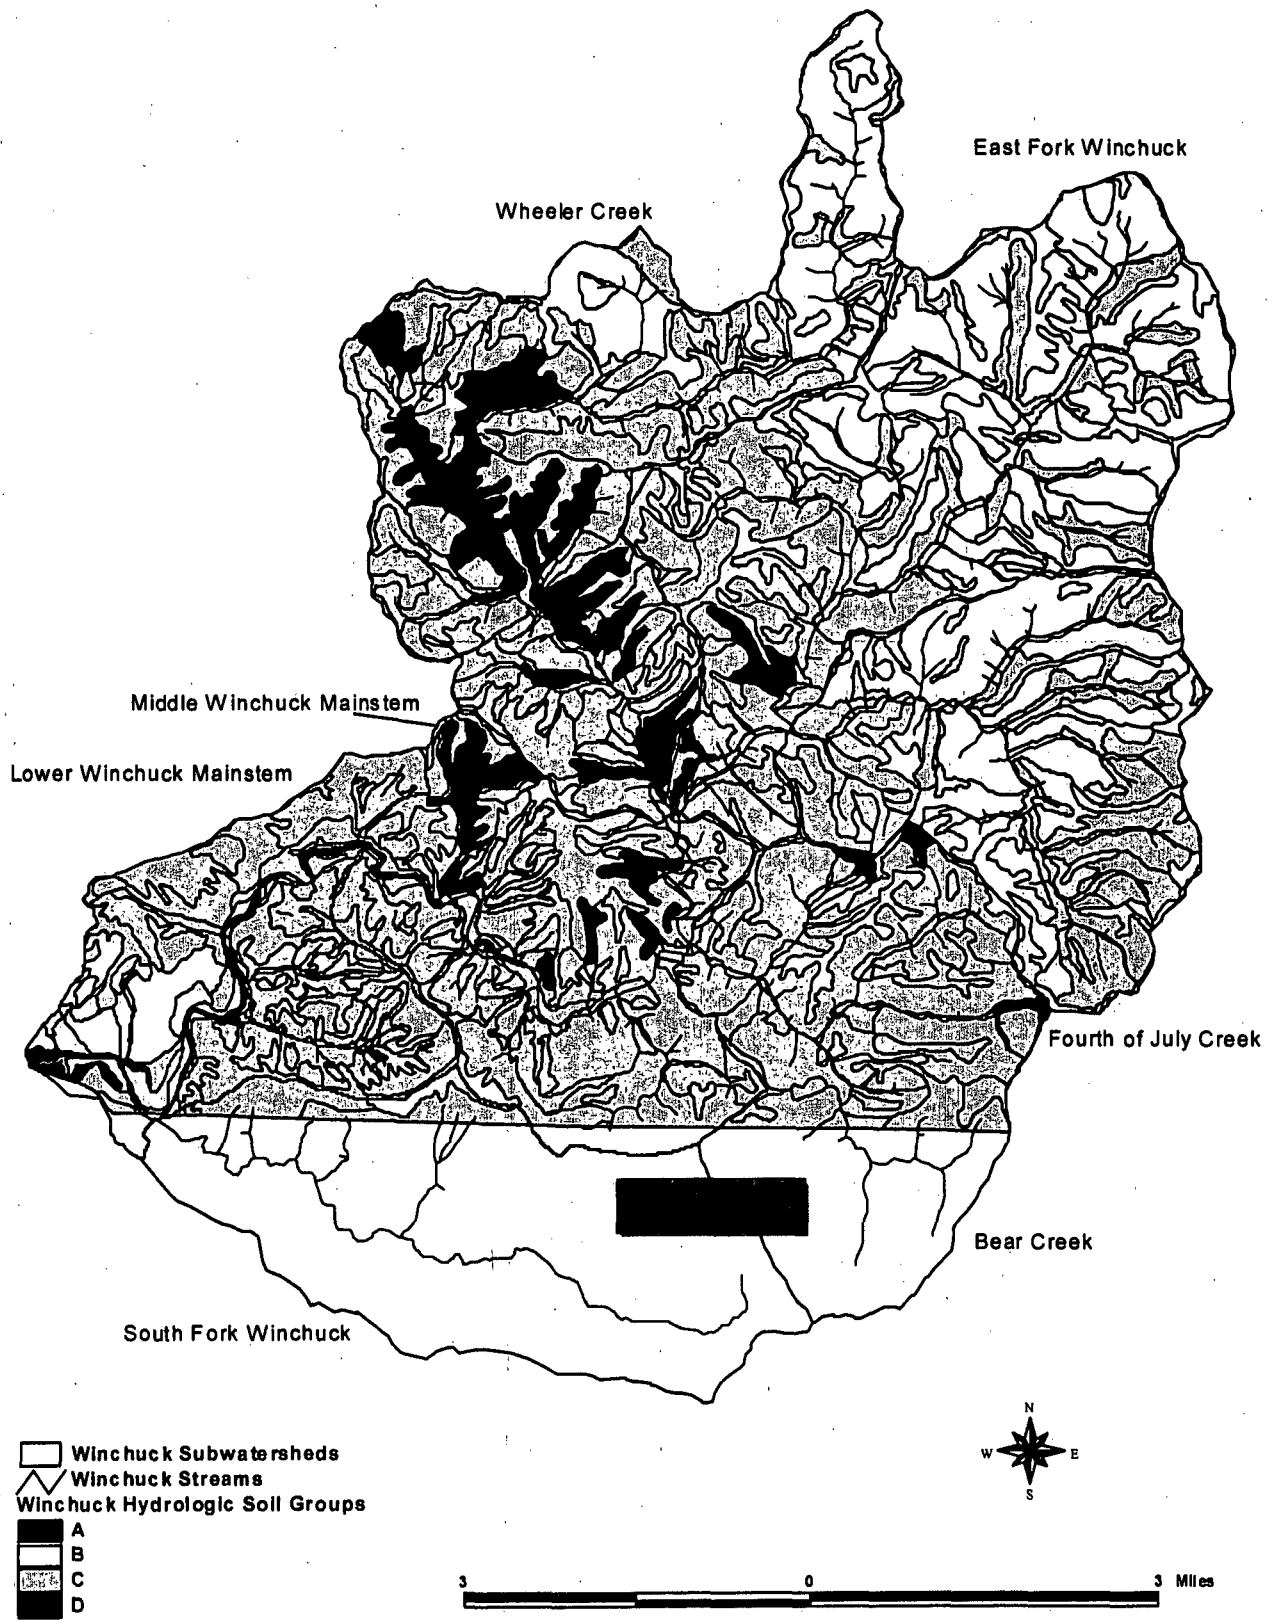 East Fork Winchuck
Wheeler Creek
Middle Winchuck Mainstem
Lower Winchuck Mainstem
Fourth of July Creek
Bear Creek
South Fork Winchuck
N
W E
S
Winchuck Subwatersheds
Winchuck Streams
Winchuck Hydrologic Soil Groups
A
B
C
D
3 0 3 Miles